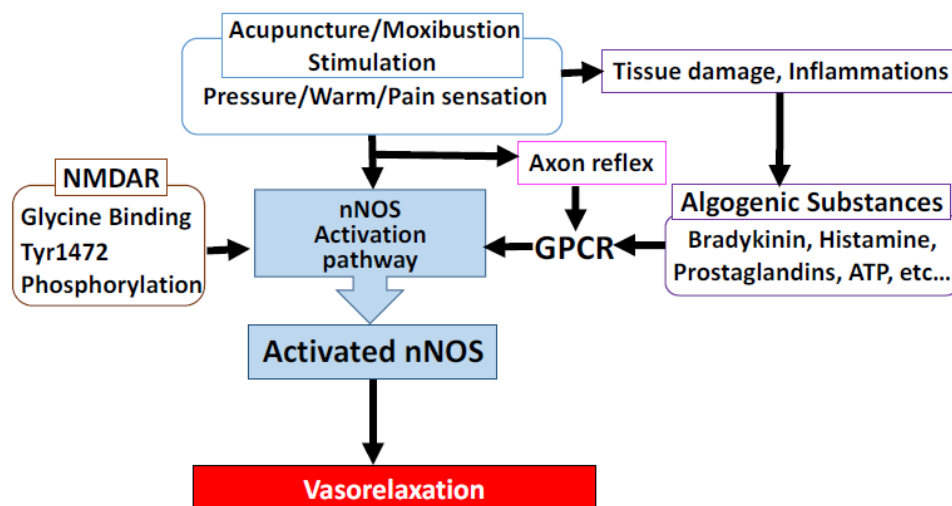 Acupuncture/Moxibustion
Stimulation
Pressure/Warm/Pain sensation
Tissue damage, Inflammations
Axon reflex
NMDAR
Glycine Binding
Tyr1472
Phosphorylation
nNOS
Activation
pathway
GPCR
Algogenic Substances
Bradykinin, Histamine,
Prostaglandins, ATP, etc...
Activated nNOS
Vasorelaxation